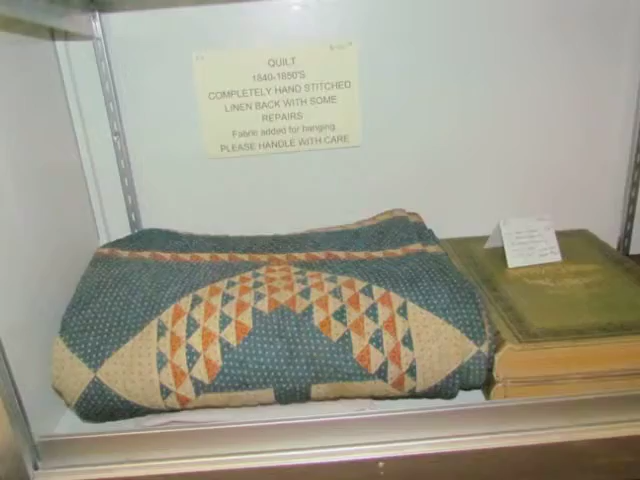 QUILT
1840-1850'S
COMPLETELY HAND STITCHED
LINEN BACK WITH SOME
REPAIRS
Fabric added for hanging
PLEASE HANDLE WITH CARE